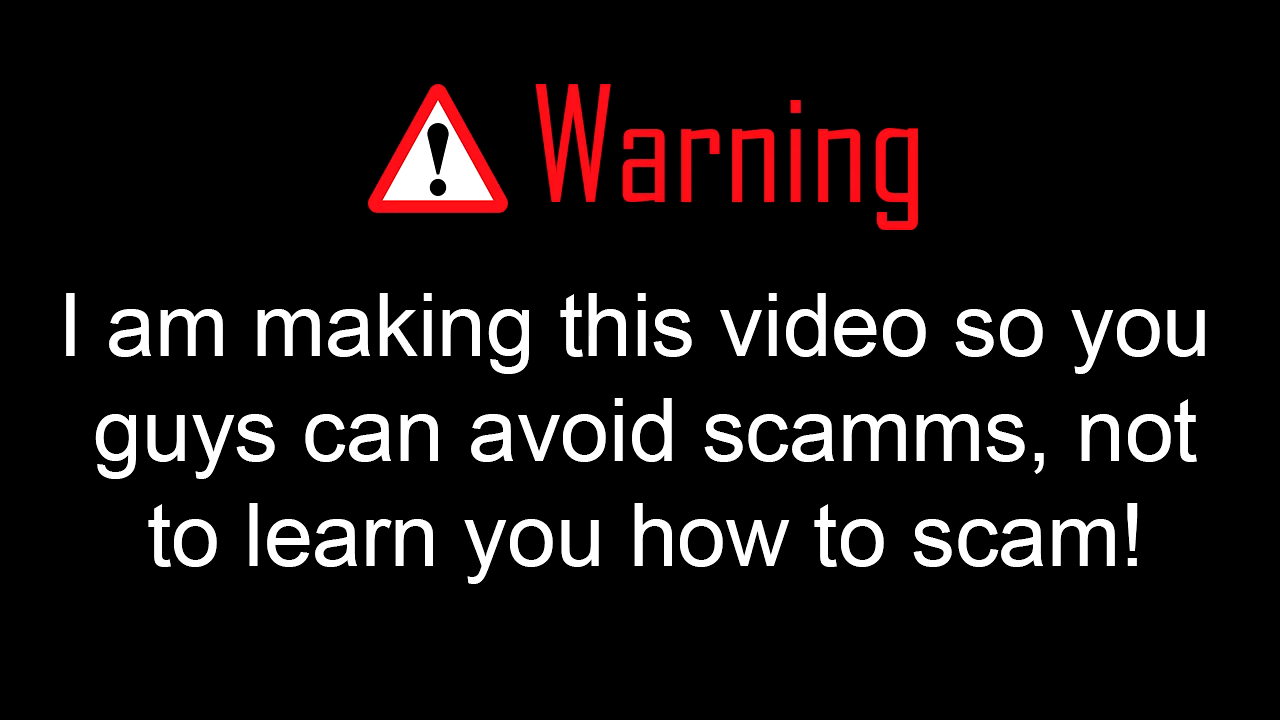 Warning
I am making this video so you
guys can avoid scamms, not
to learn you how to scam!